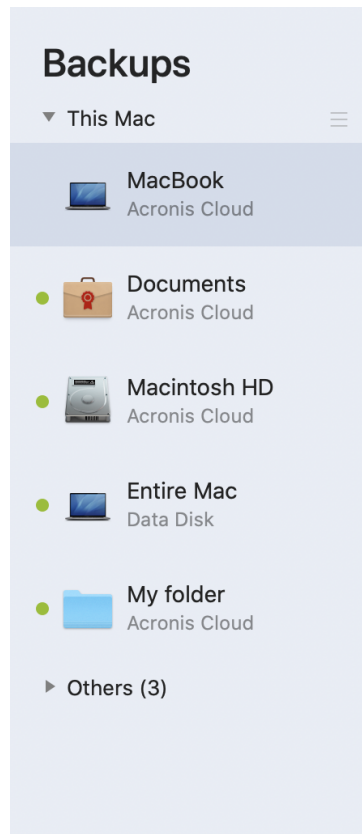 Backups
This Mac
MacBook
Acronis Cloud
Documents
Acronis Cloud
Macintosh HD
Acronis Cloud
Entire Mac
Data Disk
My folder
Acronis Cloud
Others (3)